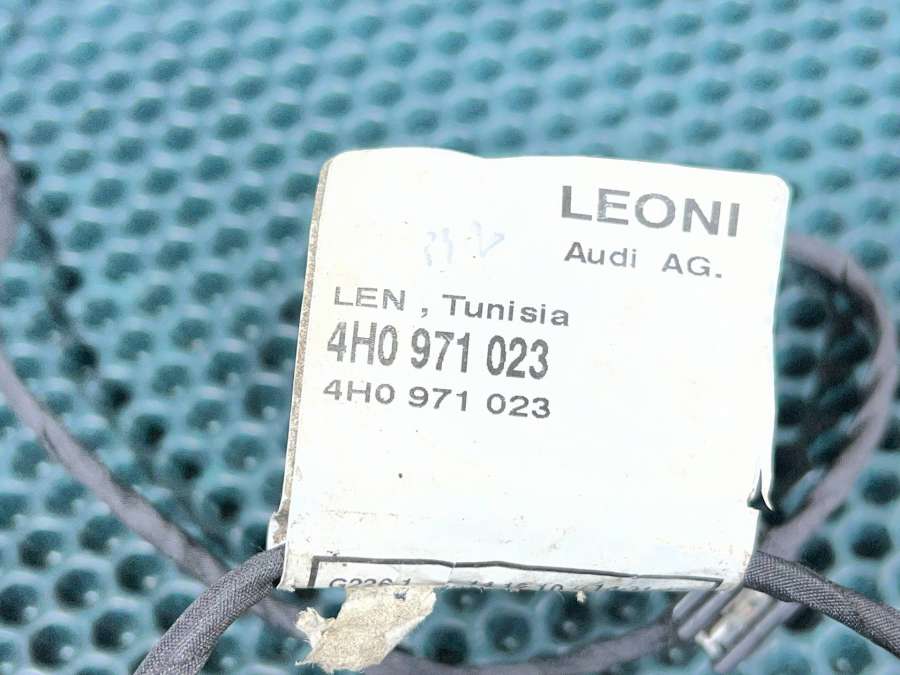 LEONI
Audi AG.
LEN , Tunisia
4H0 971 023
4H0 971 023